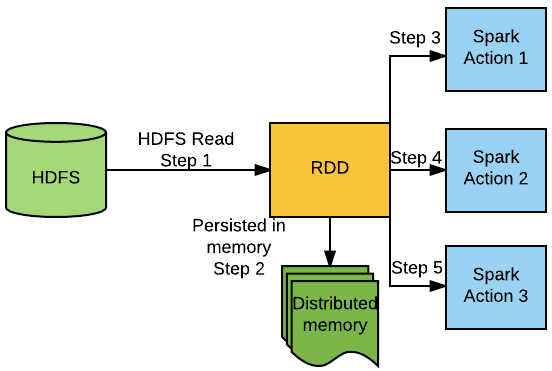 HDFS
HDFS Read
Step 1
RDD
Persisted in
memory
Step 2
Distributed
memory
Step 3
Spark
Action 1
Step 4
Spark
Action 2
Step 5
Spark
Action 3